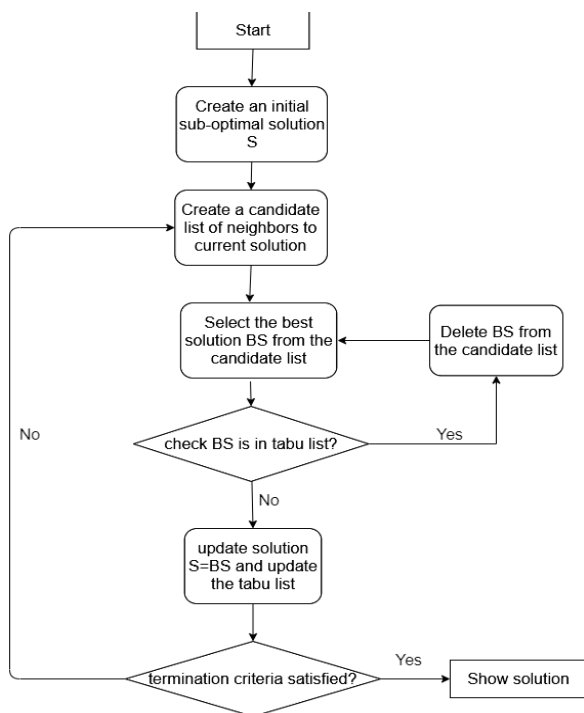 Start
Create an initial
sub-optimal solution
S
Create a candidate
list of neighbors to
current solution
Select the best
solution BS from the
candidate list
Delete BS from
the candidate list
check BS is in tabu list?
Yes
No
No
update solution
S=BS and update
the tabu list
termination criteria satisfied?
Yes
Show solution